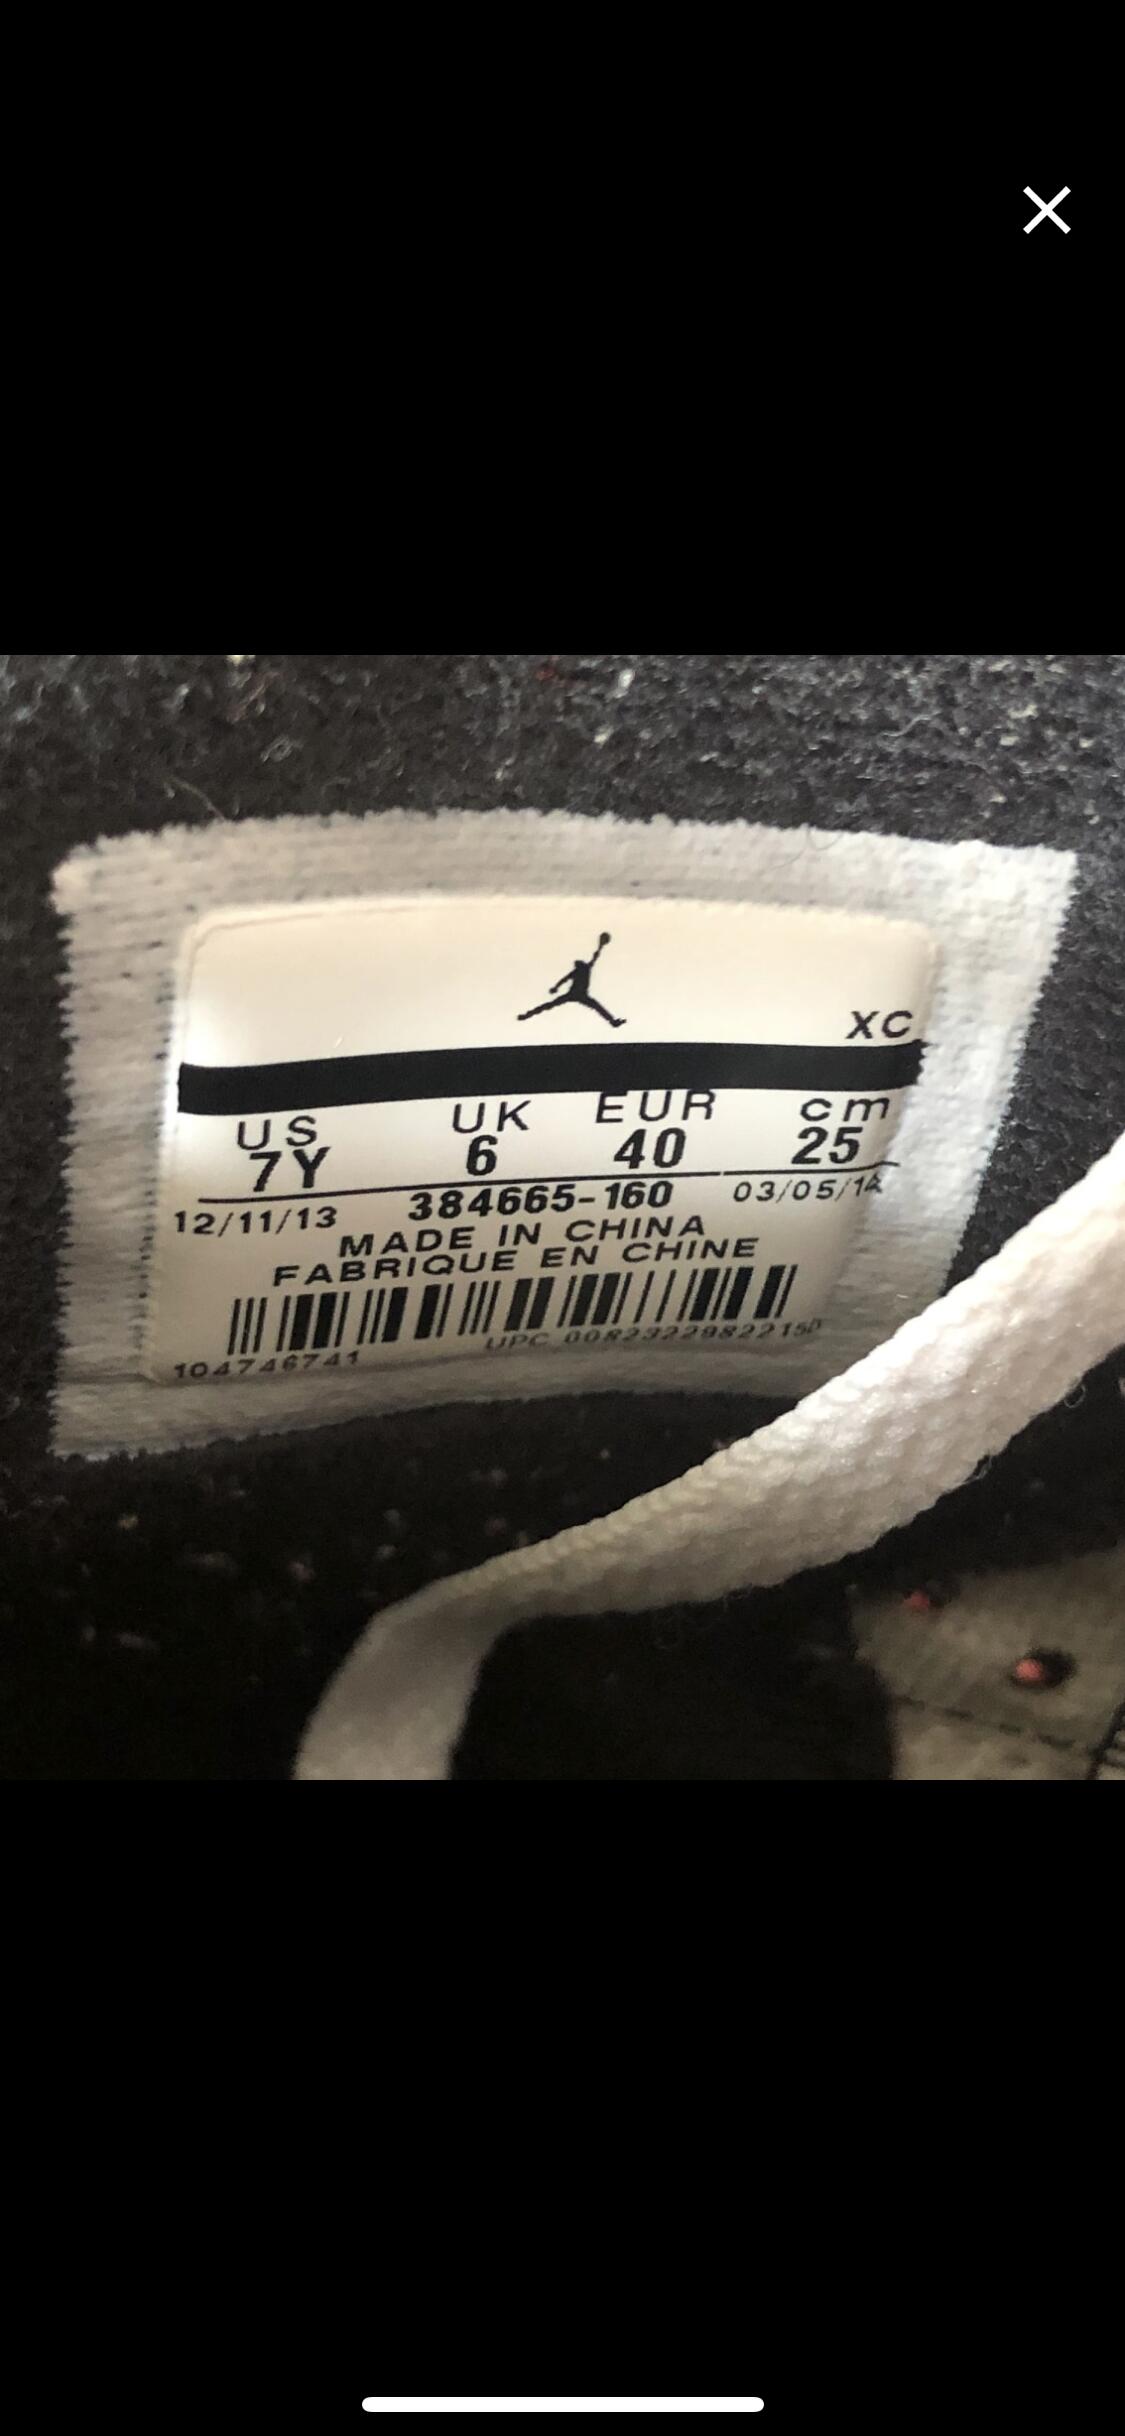 XC
US UK EUR cm
7Y 6 40 25
12/11/13 384665-160 03/05/14
MADE IN CHINA
FABRIQUE EN CHINE
104746741 UPC